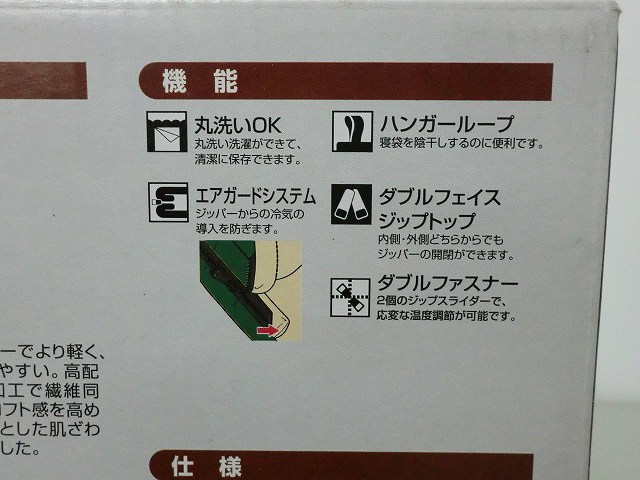 機能
丸洗いOK
丸洗い洗濯ができて、
清潔に保存できます。
ハンガーループ
寝袋を陰干しするのに便利です。
エアガードシステム
ジッパーからの冷気の
導入を防ぎます。
ダブルフェイス
ジップトップ
内側・外側どちらからでも
ジッパーの開閉ができます。
ダブルファスナー
2個のジップスライダーで、
応変な温度調節が可能です。
ーでより軽く、
やすい。高配
加工で繊維同
ロフト感を高め
とした肌ざわ
した。
仕様